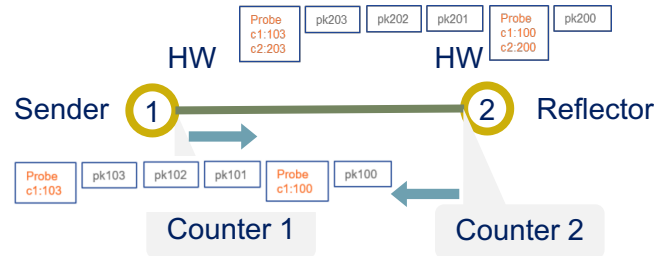 Probe
c1:103
c2:203
pk203
pk202
pk201
Probe
c1:100
c2:200
pk200
HW
HW
Sender
1
2
Reflector
Probe
c1:103
pk103
pk102
pk101
Probe
c1:100
pk100
Counter 1
Counter 2